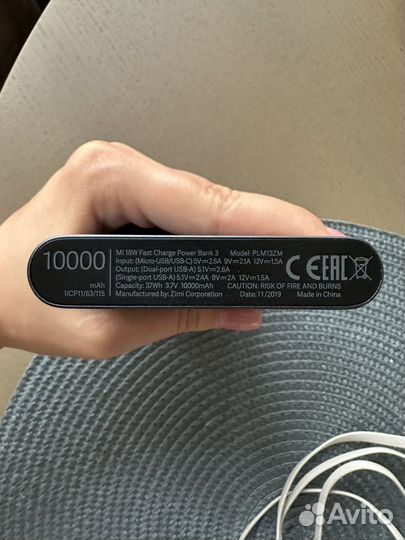 10000
mAh
1ICP11/63/115
Mi 18W Fast Charge Power Bank 3 Model: PLM13ZM
Input: (Micro-USB/USB-C) 5V⎓2.6A 9V⎓2.1A 12V⎓1.5A
Output: (Dual-port USB-A) 5.1V⎓2.6A
(Single-port USB-A) 5.1V⎓2.4A 9V⎓2A 12V⎓1.5A
Capacity: 37Wh 3.7V 10000mAh CAUTION: RISK OF FIRE AND BURNS
Manufactured by: Zimi Corporation Date: 11/2019 Made in China
CE EAC
Avito